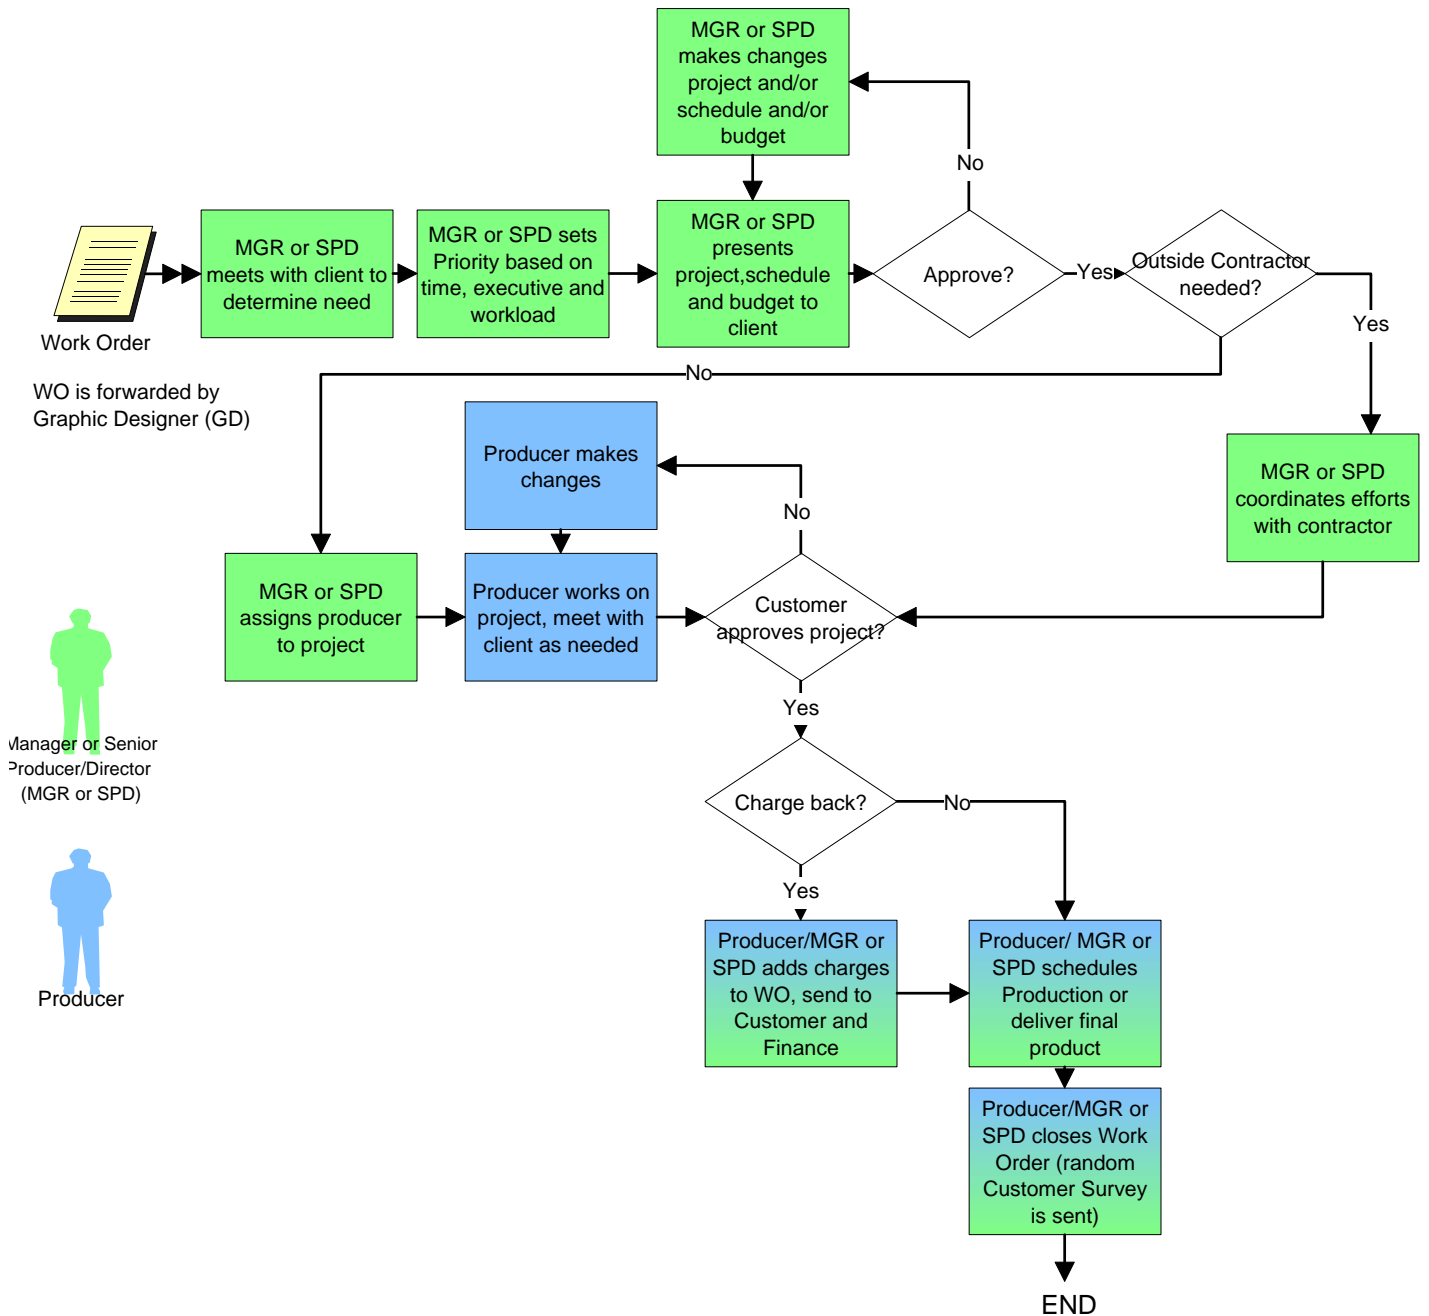 MGR or SPD
makes changes
project and/or
schedule and/or
budget
No
MGR or SPD
meets with client to
determine need
MGR or SPD sets
Priority based on
time, executive and
workload
MGR or SPD
presents
project,schedule
and budget to
client
Approve?
Yes
Outside Contractor
needed?
Yes
Work Order
WO is forwarded by
Graphic Designer (GD)
No
Producer makes
changes
No
MGR or SPD
coordinates efforts
with contractor
MGR or SPD
assigns producer
to project
Producer works on
project, meet with
client as needed
Customer
approves project?
Yes
Manager or Senior
Producer/Director
(MGR or SPD)
Charge back?
No
Yes
Producer
Producer/MGR or
SPD adds charges
to WO, send to
Customer and
Finance
Producer/ MGR or
SPD schedules
Production or
deliver final
product
Producer/MGR or
SPD closes Work
Order (random
Customer Survey
is sent)
END